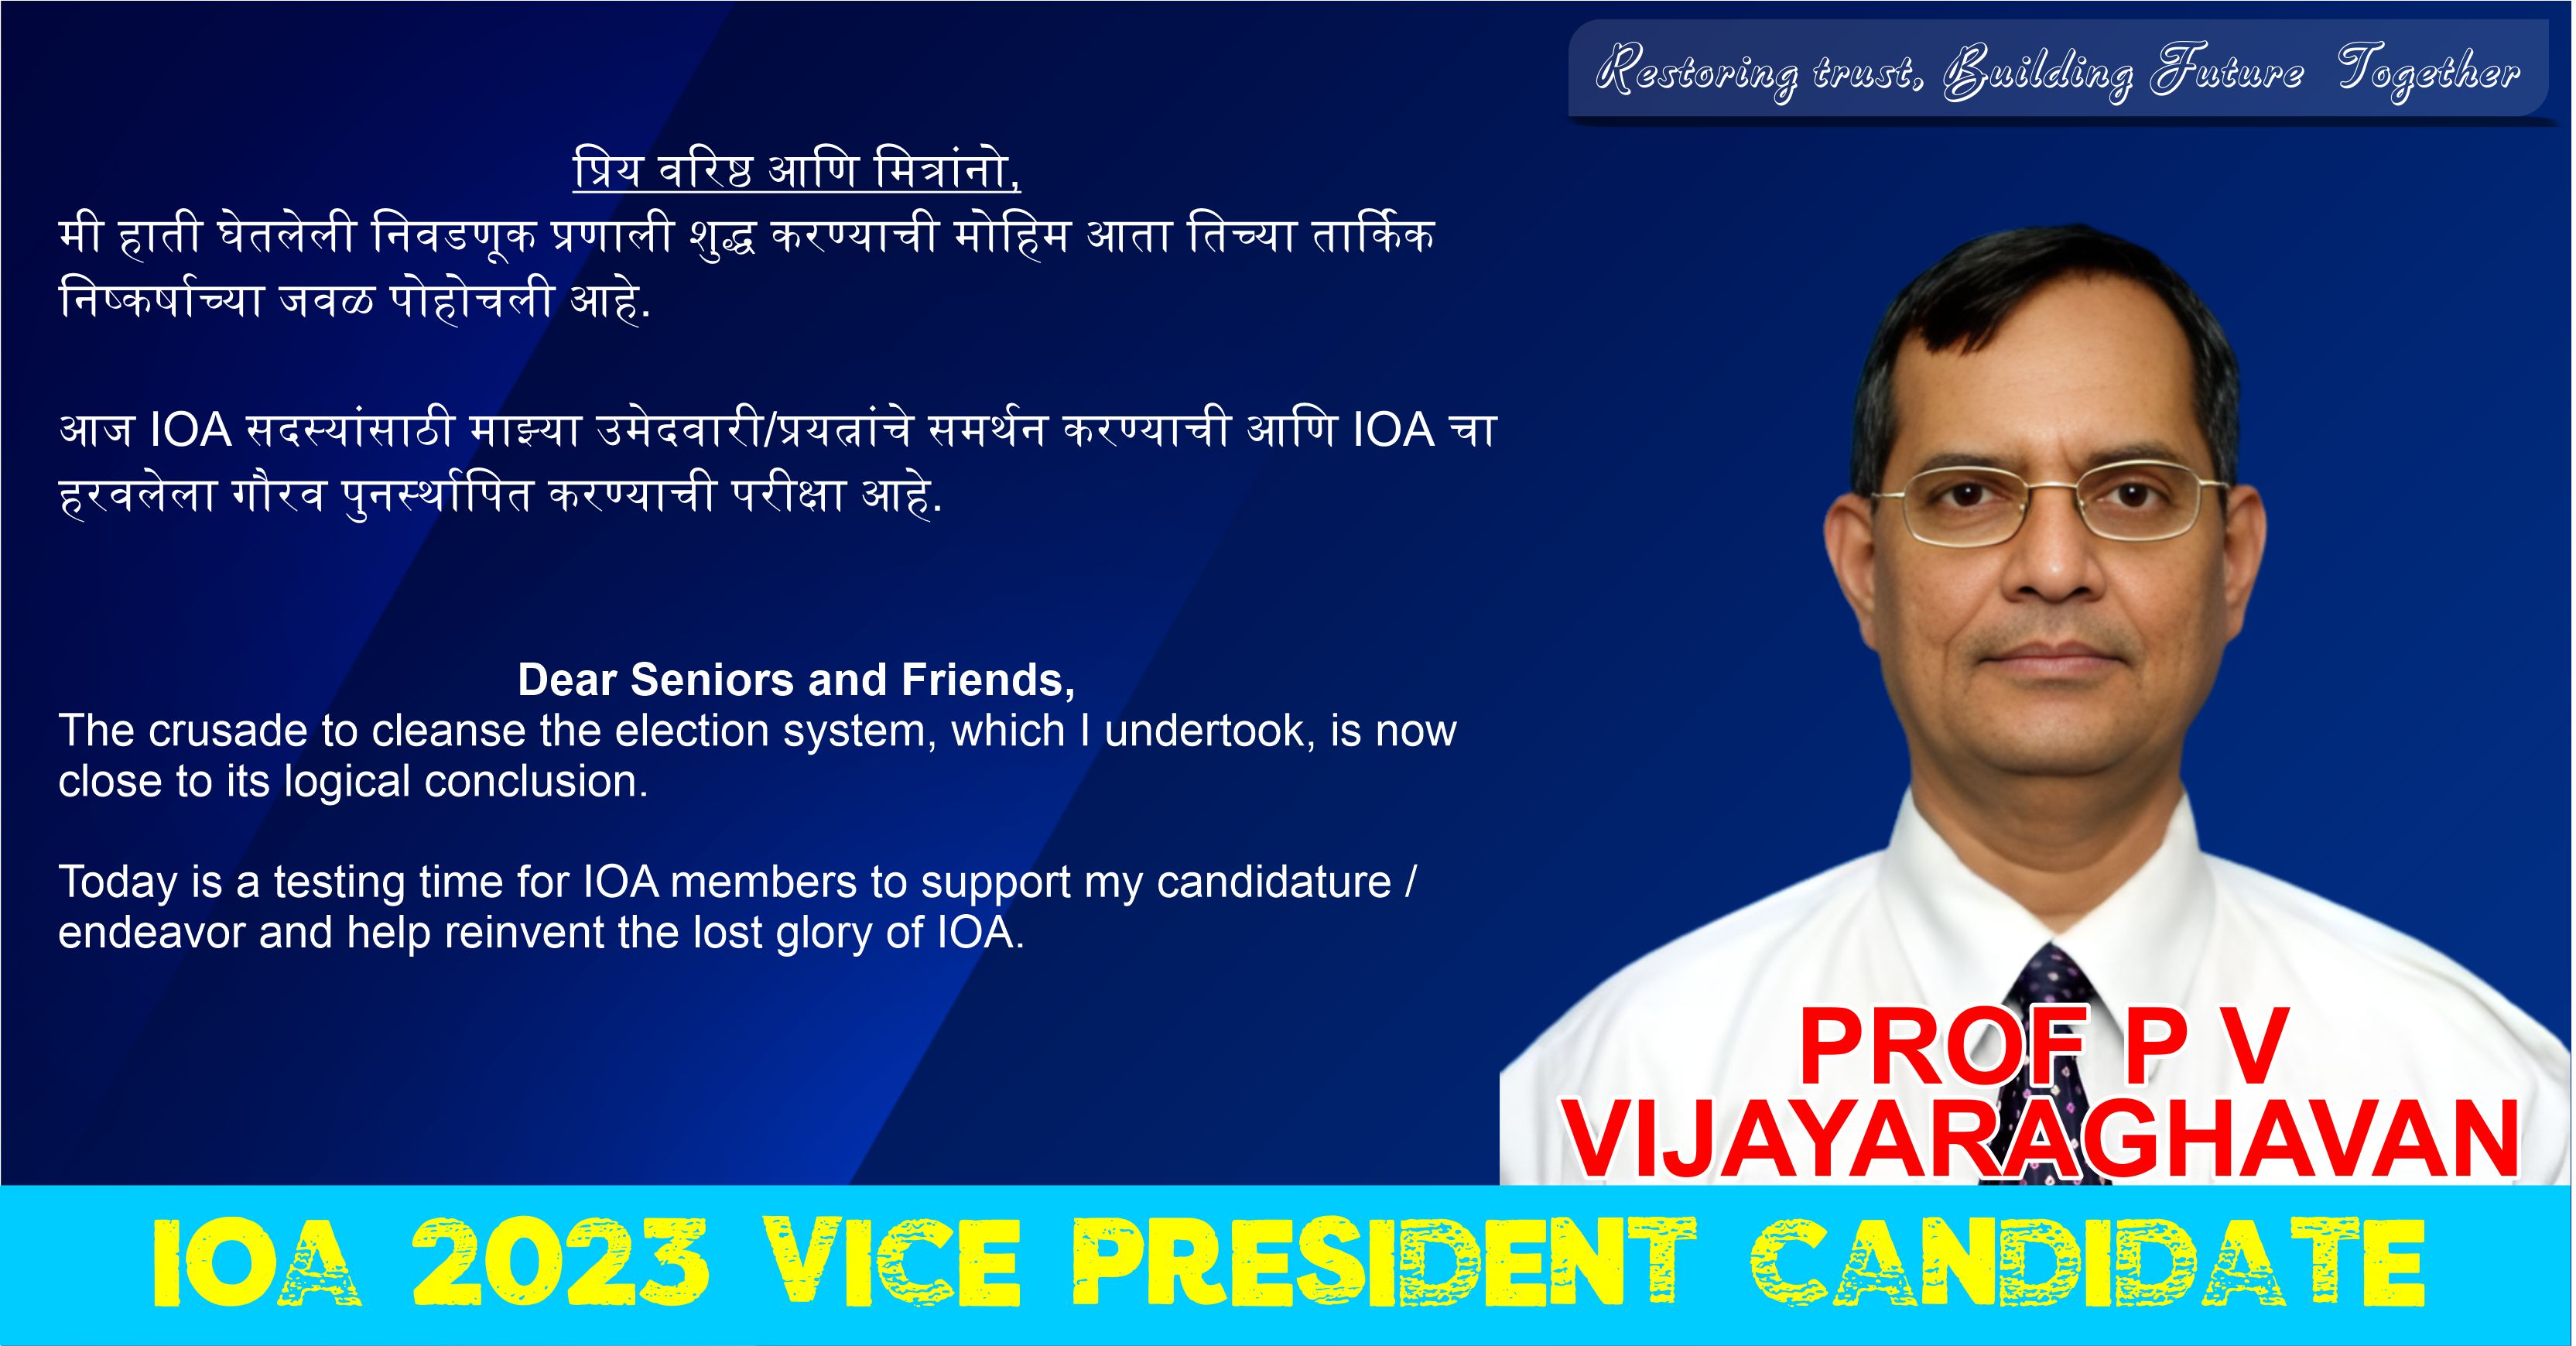 Restoring trust, Building Future Together
प्रिय वरिष्ठ आणि मित्रांनो,
मी हाती घेतलेली निवडणूक प्रणाली शुद्ध करण्याची मोहिम आता तिच्या तार्किक
निष्कर्षाच्या जवळ पोहोचली आहे.
आज IOA सदस्यांसाठी माझ्या उमेदवारी/प्रयत्नांचे समर्थन करण्याची आणि IOA चा
हरवलेला गौरव पुनर्स्थापित करण्याची परीक्षा आहे.
Dear Seniors and Friends,
The crusade to cleanse the election system, which I undertook, is now
close to its logical conclusion.
Today is a testing time for IOA members to support my candidature /
endeavor and help reinvent the lost glory of IOA.
PROF P V
VIJAYARAGHAVAN
IOA 2023 VICE PRESIDENT CANDIDATE